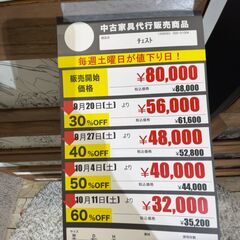 中古家具代行販売商品
チェスト
毎週土曜日が値下り日！
販売開始価格 ¥80,000
税込価格 ¥88,000
9月20日(土) より ¥56,000
30%OFF 税込価格 ¥61,600
9月27日(土) より ¥48,000
40%OFF 税込価格 ¥52,800
10月4日(土) より ¥40,000
50%OFF 税込価格 ¥44,000
10月11日(土) より ¥32,000
60%OFF 税込価格 ¥35,200